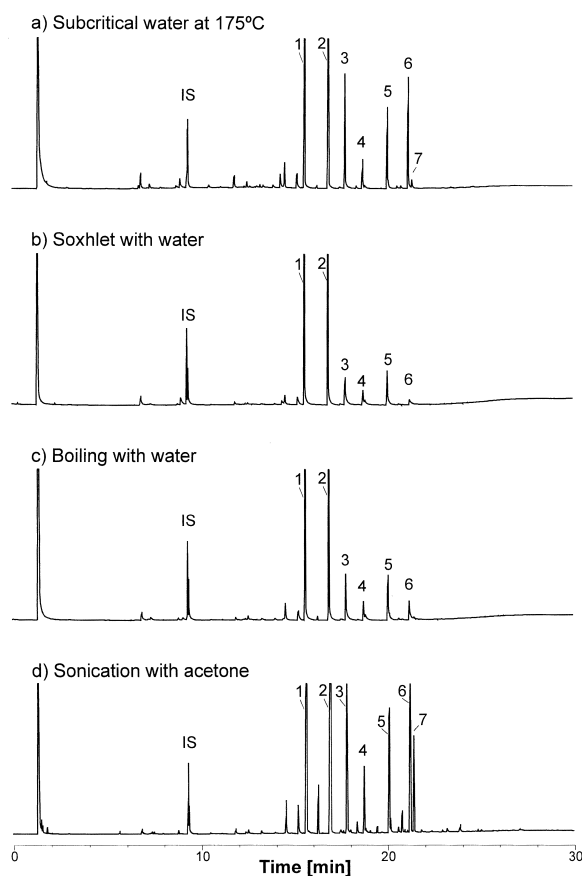 a) Subcritical water at 175ºC
IS
1
2
3
4
5
6
7
b) Soxhlet with water
IS
1
2
3
4
5
6
c) Boiling with water
IS
1
2
3
4
5
6
d) Sonication with acetone
IS
1
2
3
4
5
6
7
0 10 20 30
Time [min]